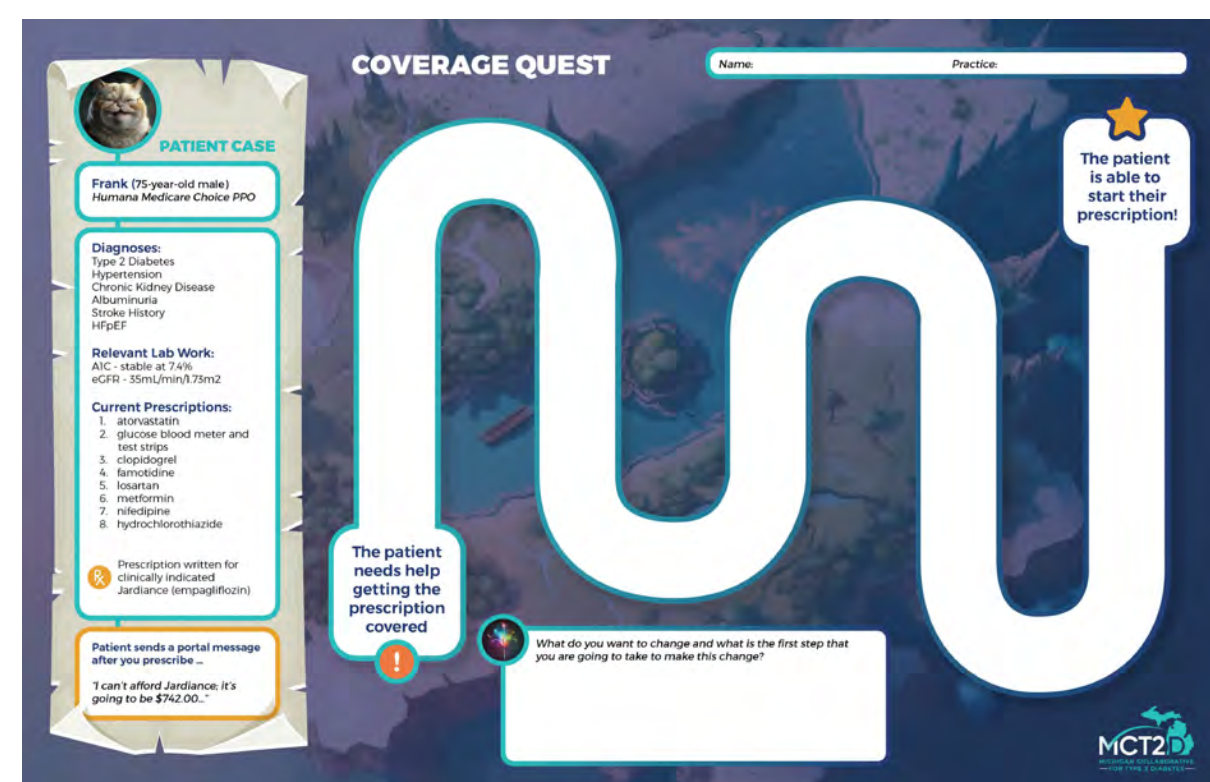 COVERAGE QUEST
Name:
Practice:
PATIENT CASE
Frank (75-year-old male)
Humana Medicare Choice PPO
Diagnoses:
Type 2 Diabetes
Hypertension
Chronic Kidney Disease
Albuminuria
Stroke History
HFpEF
Relevant Lab Work:
A1C - stable at 7.4%
eGFR - 35mL/min/1.73m2
Current Prescriptions:
1. atorvastatin
2. glucose blood meter and
test strips
3. clopidogrel
4. famotidine
5. losartan
6. metformin
7. nifedipine
8. hydrochlorothiazide
Rx
Prescription written for
clinically indicated
Jardiance (empagliflozin)
Patient sends a portal message
after you prescribe ...
"I can't afford Jardiance; it's
going to be $742.00..."
The patient
needs help
getting the
prescription
covered
!
What do you want to change and what is the first step that
you are going to take to make this change?
The patient
is able to
start their
prescription!
MCT2D
MICHIGAN COLLABORATIVE
FOR TYPE 2 DIABETES